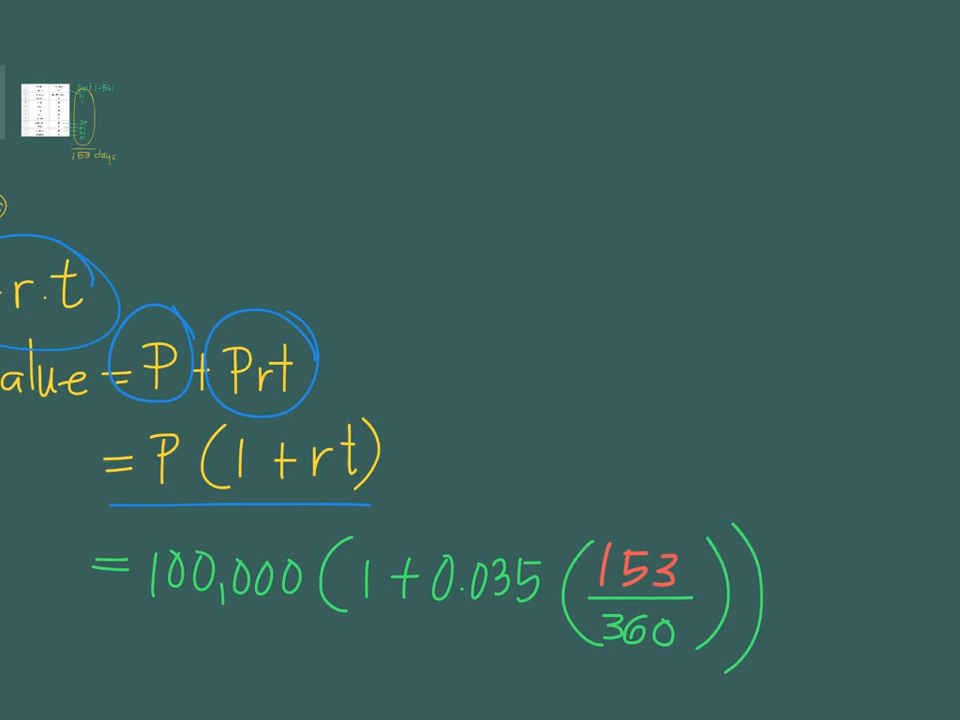 153 days
r.t
alue = P + Prt
= P (1 + rt)
= 100,000 (1 + 0.035 (153/360))